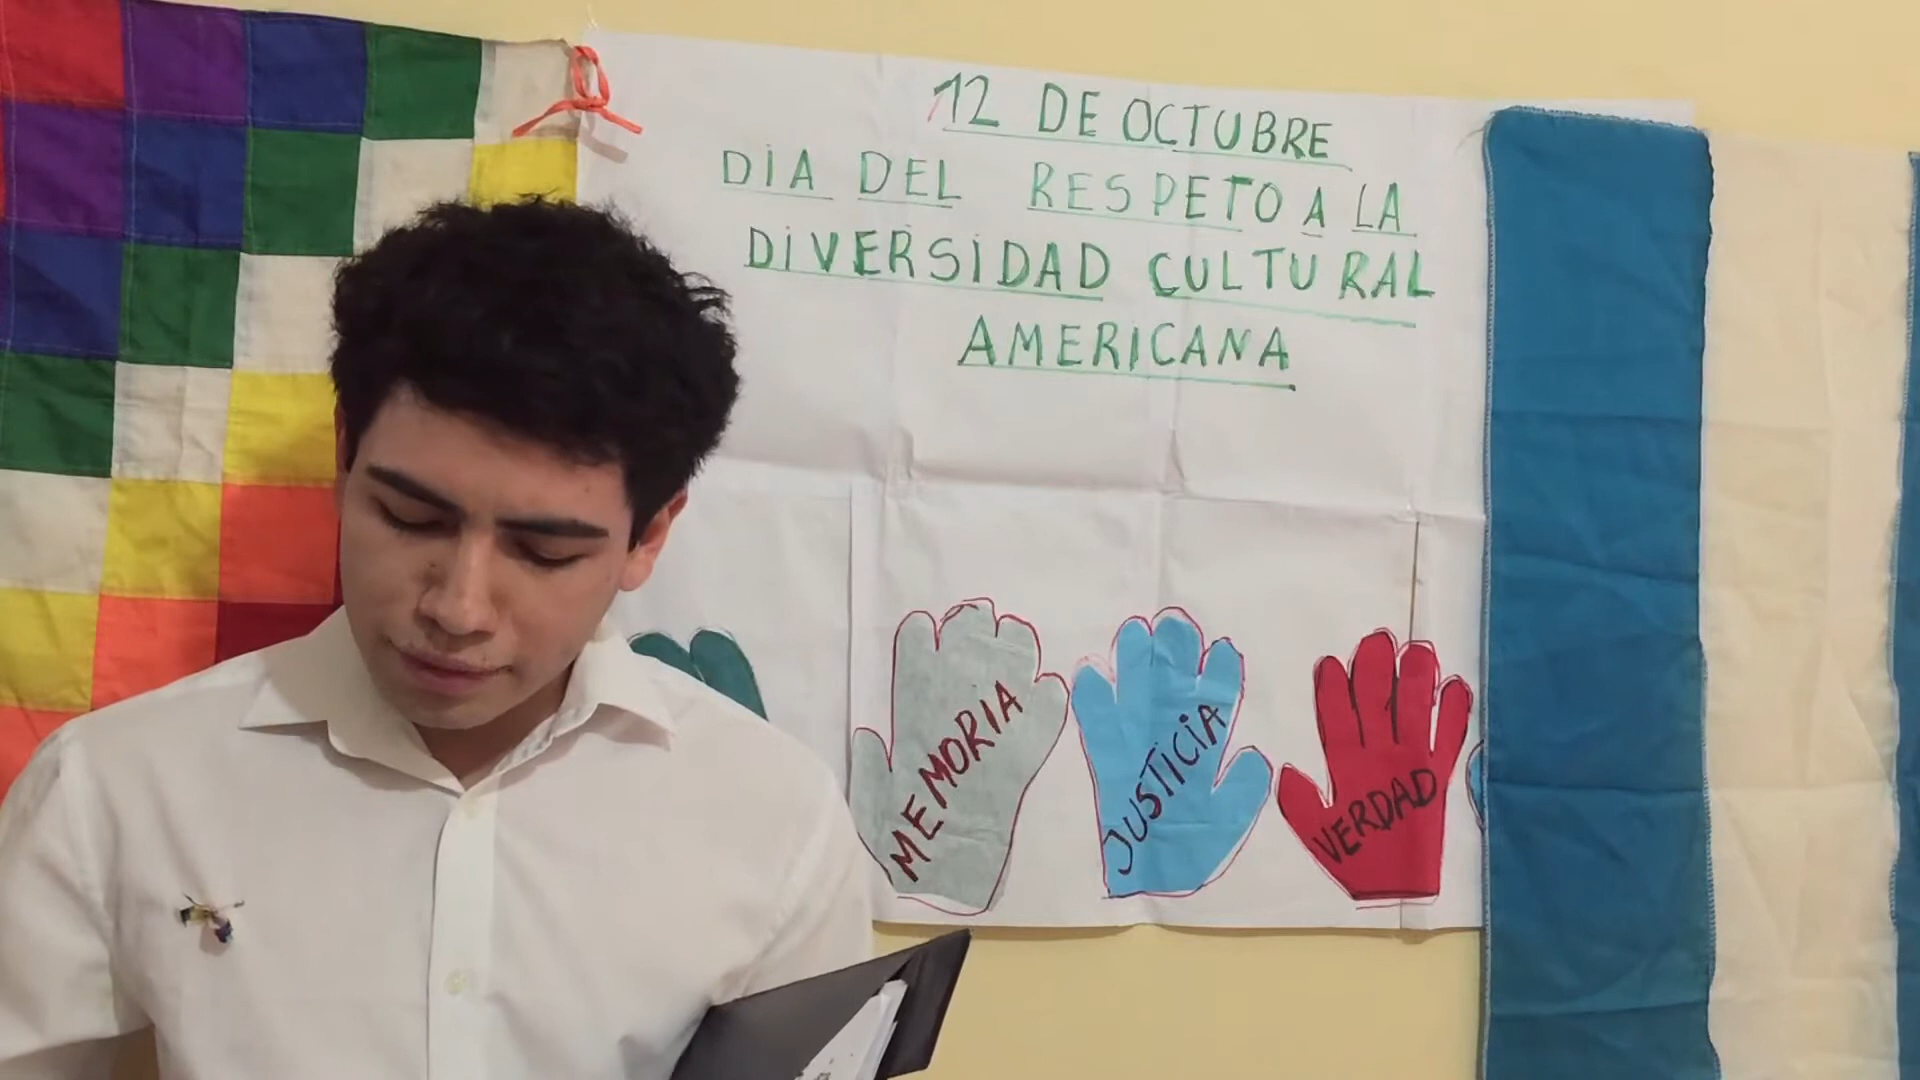 12 DE OCTUBRE
DiA DEL RESPETO A LA
DiVERSiDAD CULTURAL
AMERICANA
MEMORIA
JUSTiCiA
VERDAD